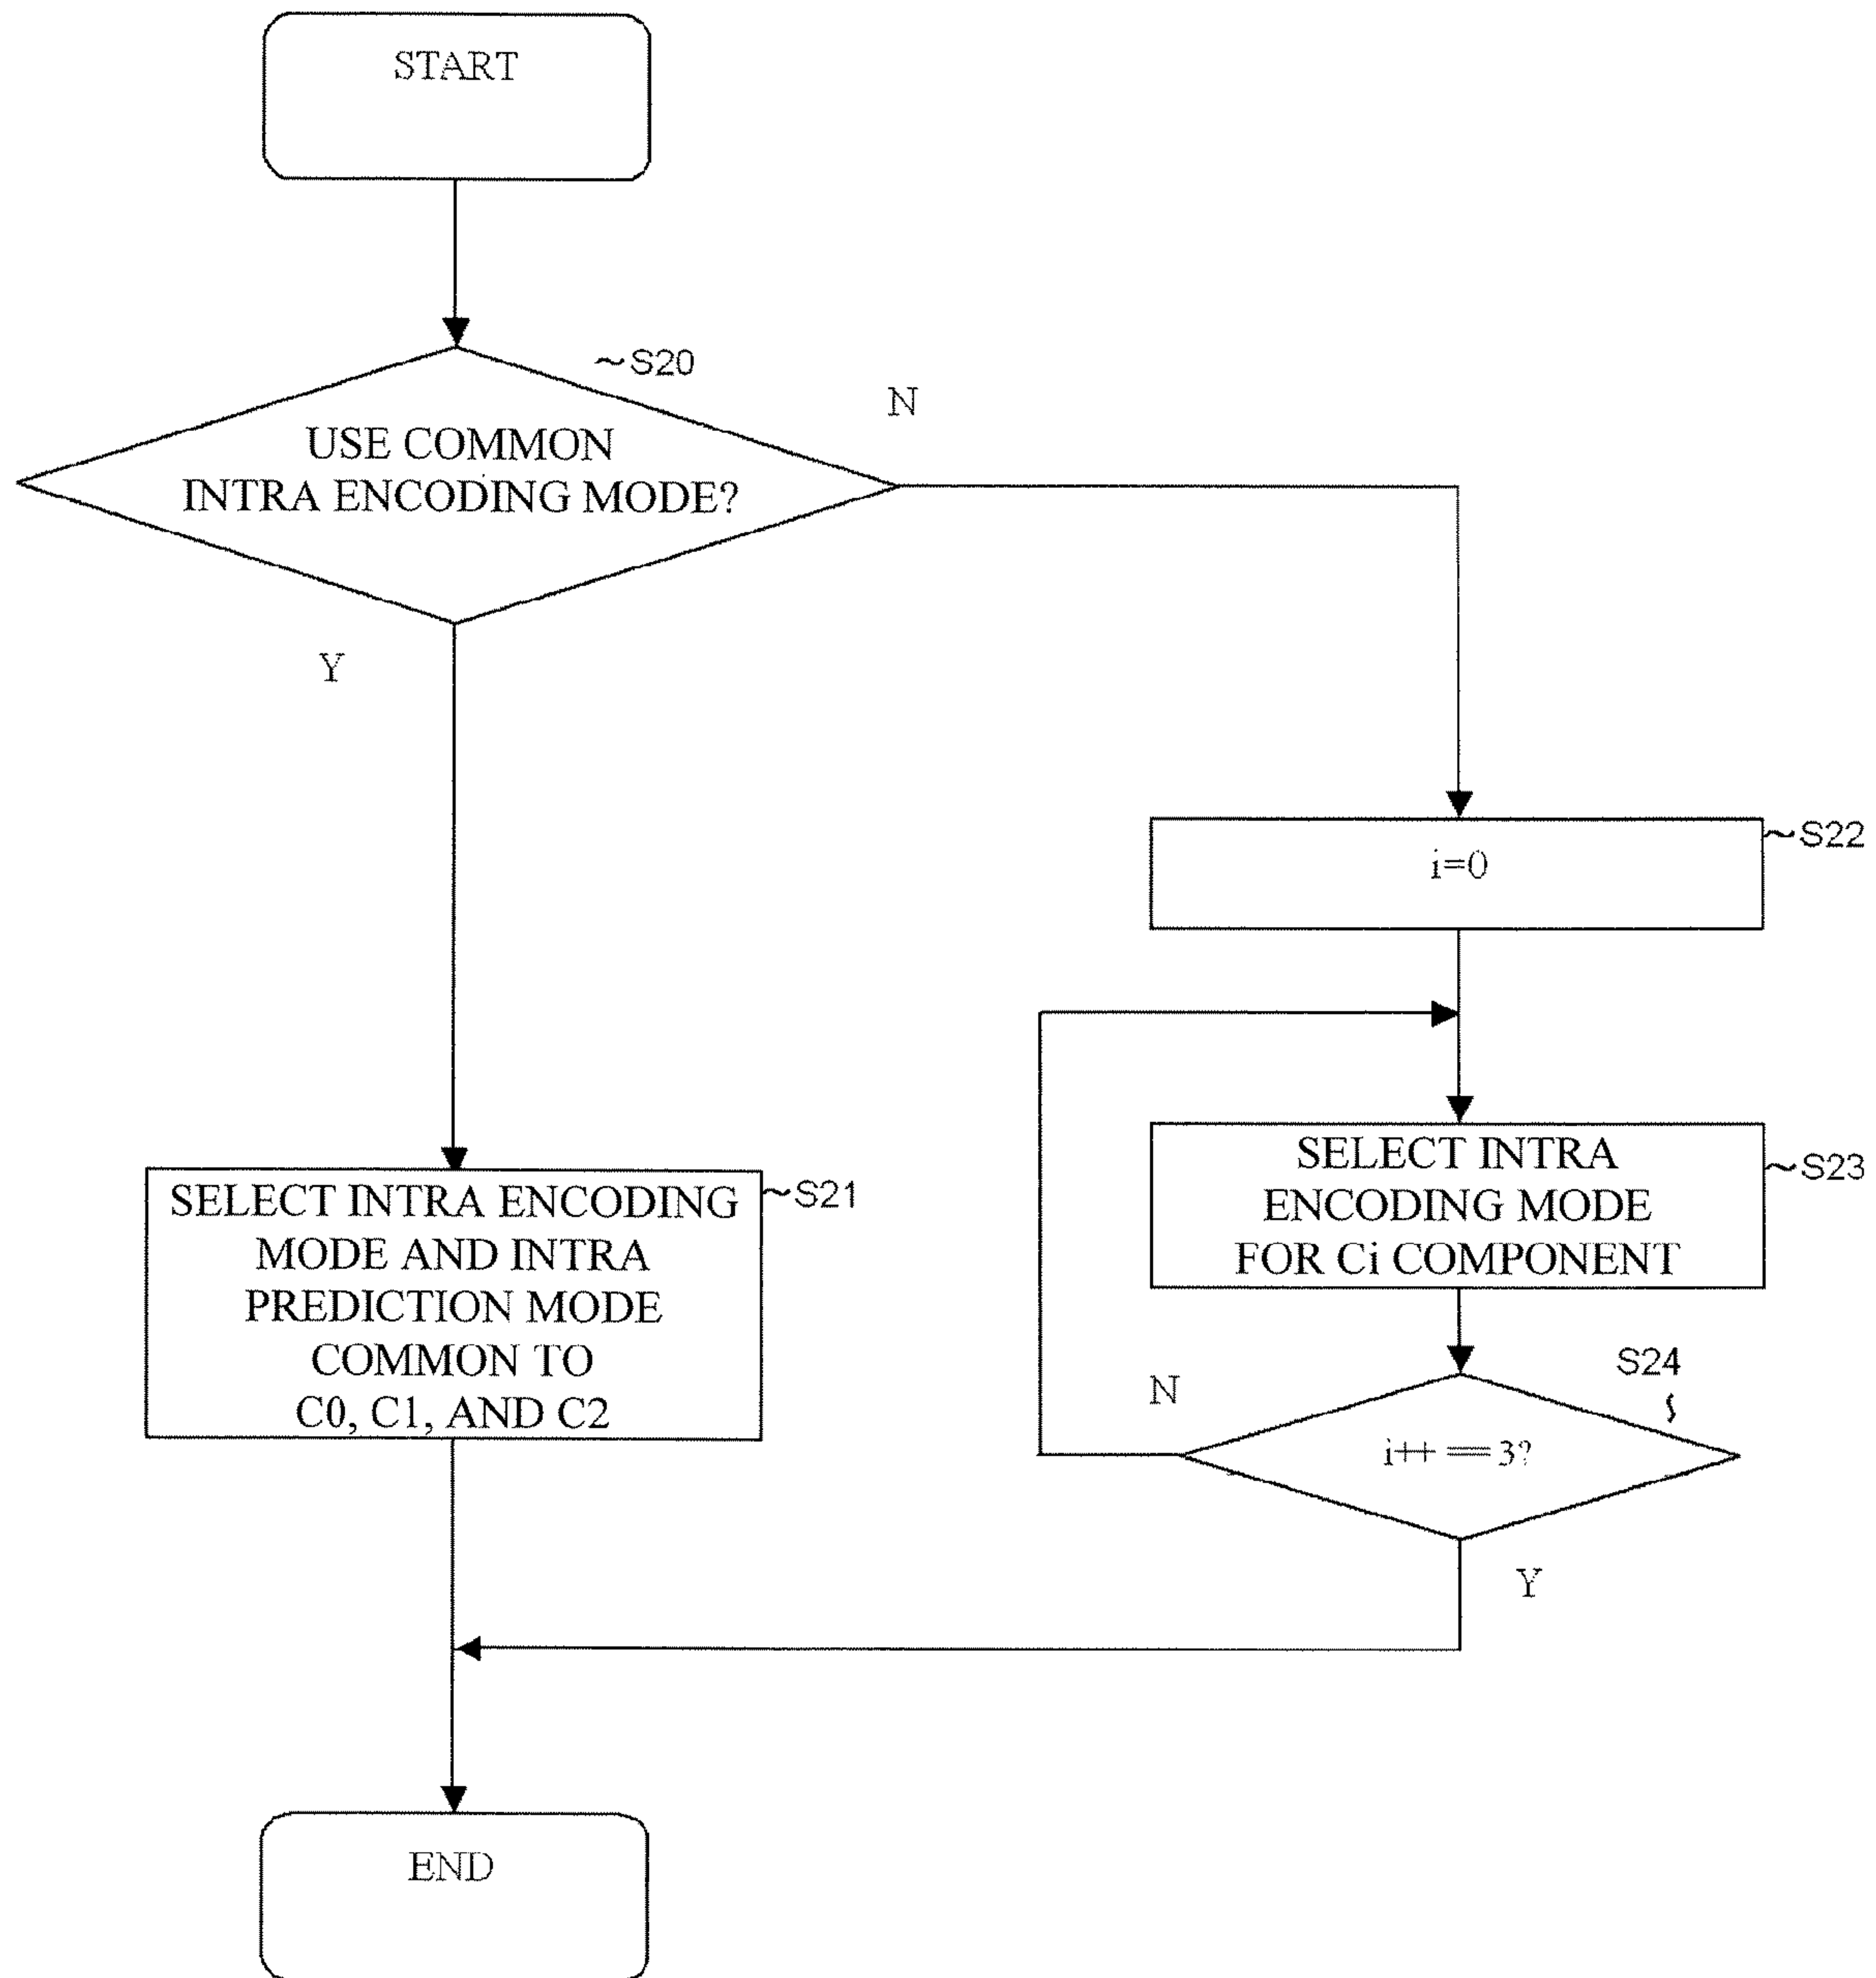 START
~S20
N
USE COMMON
INTRA ENCODING MODE?
Y
~S22
i=0
SELECT INTRA
ENCODING MODE
FOR Ci COMPONENT
~S23
SELECT INTRA ENCODING
MODE AND INTRA
PREDICTION MODE
COMMON TO
C0, C1, AND C2
~S21
S24
N
i++ ==3?
Y
END